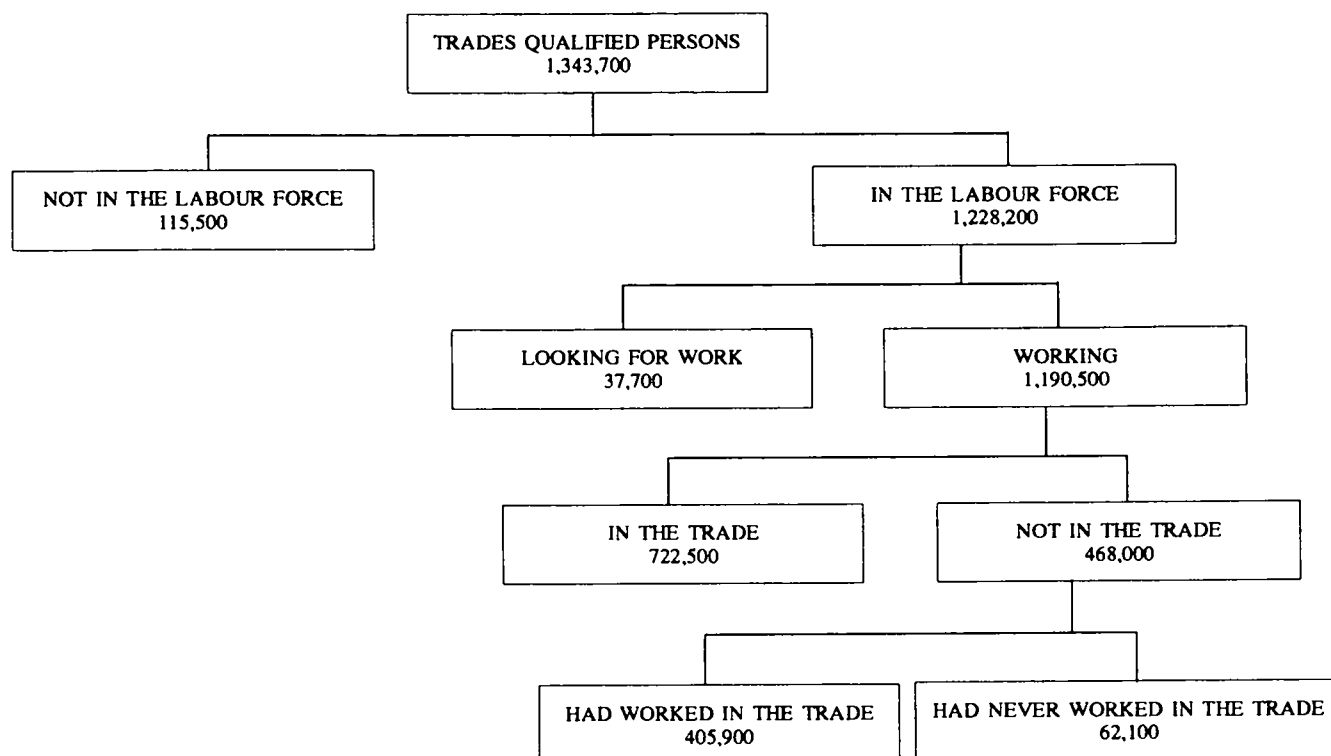 TRADES QUALIFIED PERSONS
1,343,700
NOT IN THE LABOUR FORCE
115,500
IN THE LABOUR FORCE
1,228,200
LOOKING FOR WORK
37,700
WORKING
1,190,500
IN THE TRADE
722,500
NOT IN THE TRADE
468,000
HAD WORKED IN THE TRADE
405,900
HAD NEVER WORKED IN THE TRADE
62,100